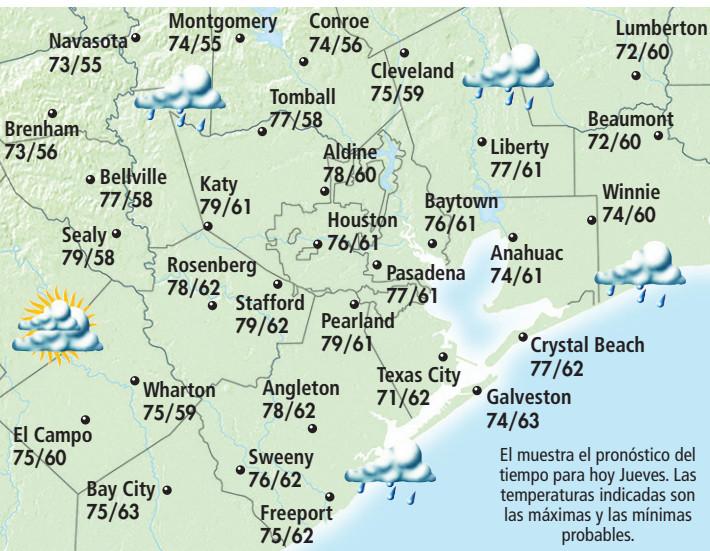 Montgomery
74/55
Conroe
74/56
Lumberton
72/60
Navasota
73/55
Cleveland
75/59
Tomball
77/58
Beaumont
72/60
Brenham
73/56
Liberty
77/61
Aldine
78/60
Bellville
77/58
Katy
79/61
Winnie
74/60
Baytown
76/61
Houston
76/61
Sealy
79/58
Anahuac
74/61
Rosenberg
78/62
Pasadena
77/61
Stafford
79/62
Pearland
79/61
Crystal Beach
77/62
Texas City
71/62
Wharton
75/59
Angleton
78/62
Galveston
74/63
El Campo
75/60
Sweeny
76/62
Bay City
75/63
Freeport
75/62
El muestra el pronóstico del
tiempo para hoy Jueves. Las
temperaturas indicadas son
las máximas y las mínimas
probables.